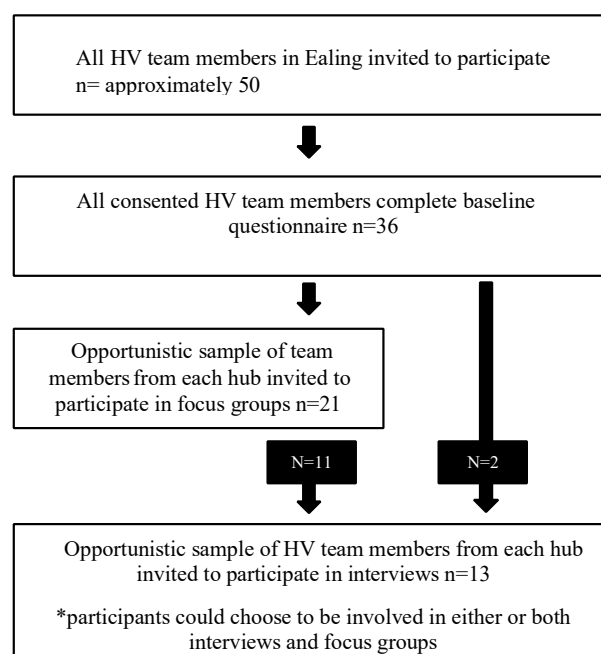 All HV team members in Ealing invited to participate
n= approximately 50
All consented HV team members complete baseline
questionnaire n=36
Opportunistic sample of team
members from each hub invited to
participate in focus groups n=21
N=11
N=2
Opportunistic sample of HV team members from each hub
invited to participate in interviews n=13
*participants could choose to be involved in either or both
interviews and focus groups